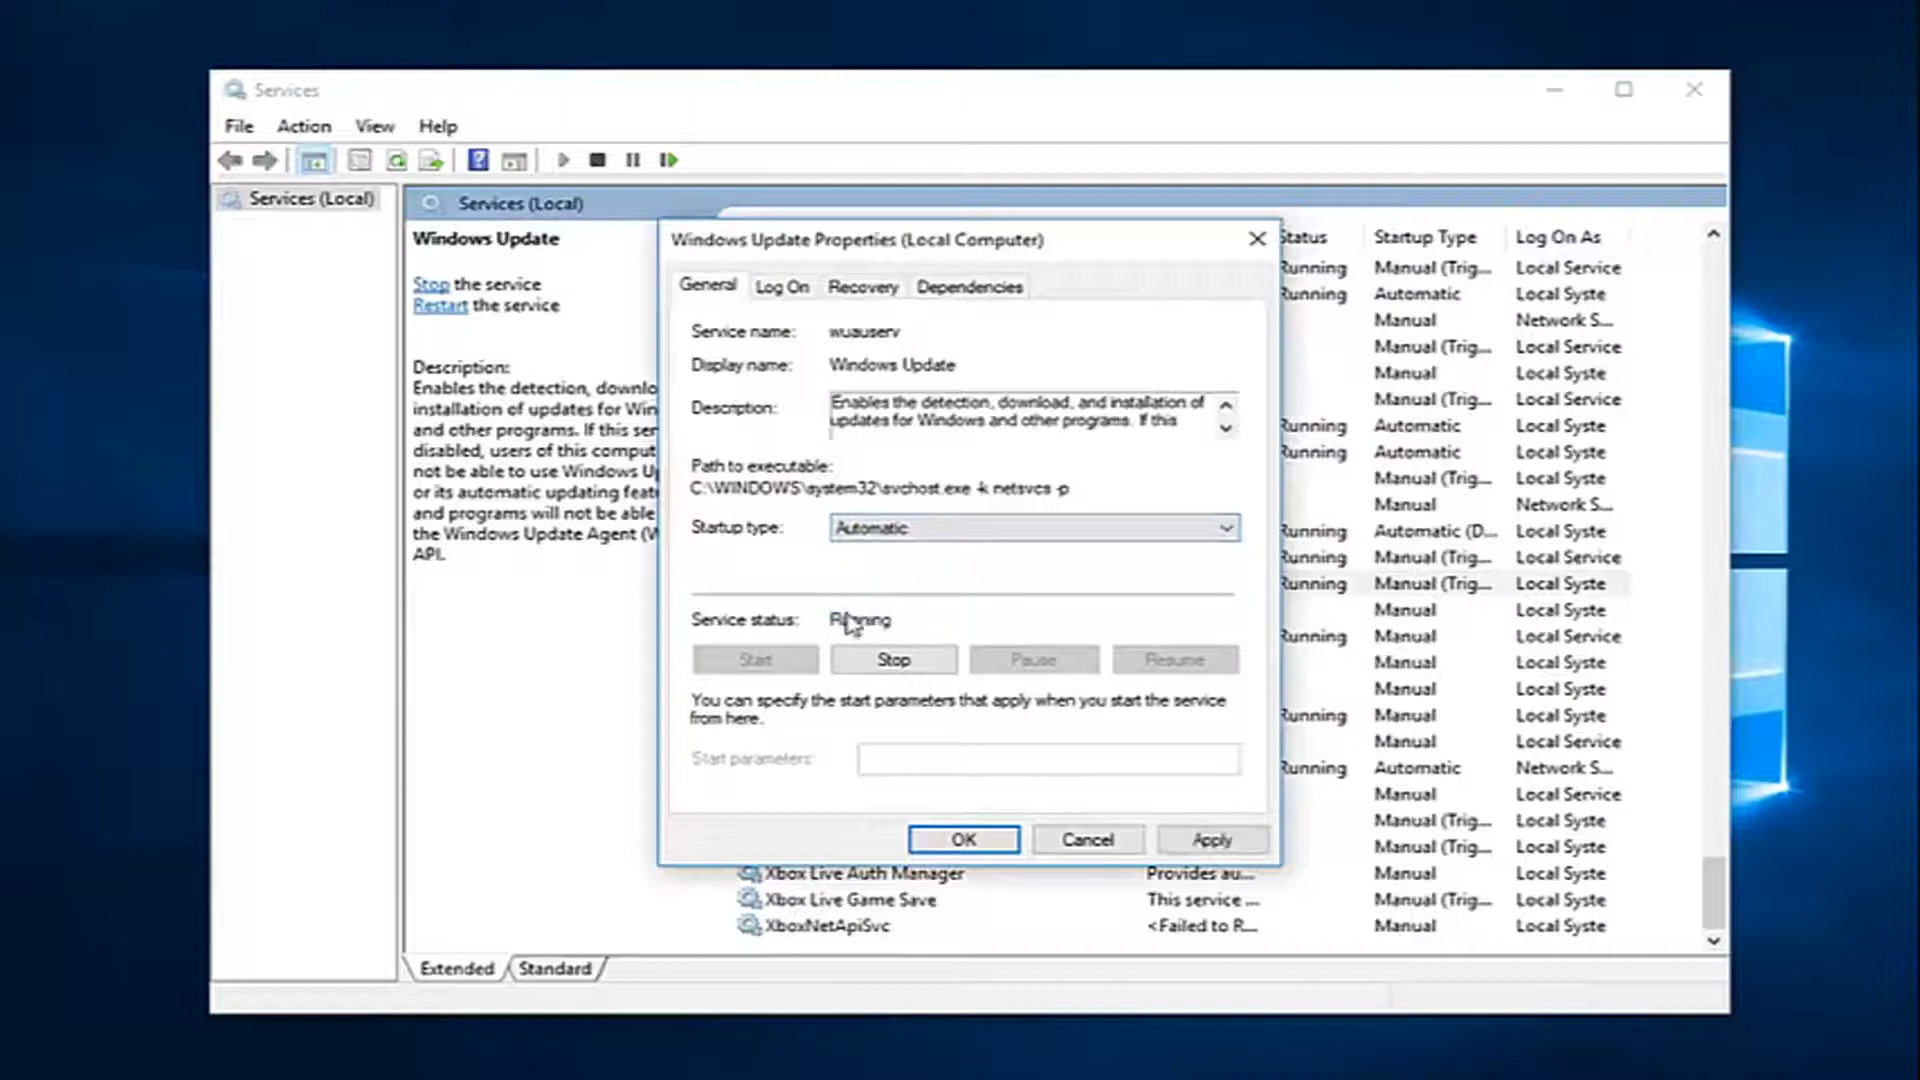 Services
File Action View Help
Services (Local)
Services (Local)
Windows Update
Stop the service
Restart the service
Description:
Enables the detection, downlo
installation of updates for Win
and other programs. If this ser
disabled, users of this comput
not be able to use Windows Up
or its automatic updating feat
and programs will not be able
the Windows Update Agent (W
API.
Windows Update Properties (Local Computer)
General Log On Recovery Dependencies
Service name: wuauserv
Display name: Windows Update
Description: Enables the detection, download, and installation of
updates for Windows and other programs. If this
Path to executable:
C:\WINDOWS\system32\svchost.exe -k netsvcs -p
Startup type: Automatic
Service status: Running
Start Stop Pause Resume
You can specify the start parameters that apply when you start the service
from here.
Start parameters:
OK Cancel Apply
Status Startup Type Log On As
Running Manual (Trig... Local Service
Running Automatic Local Syste
Manual Network S...
Manual (Trig... Local Service
Manual Local Syste
Manual (Trig... Local Service
Running Automatic Local Syste
Running Automatic Local Syste
Manual (Trig... Local Syste
Manual Network S...
Running Automatic (D... Local Syste
Running Manual (Trig... Local Service
Running Manual (Trig... Local Syste
Manual Local Syste
Running Manual Local Service
Manual Local Syste
Manual Local Syste
Running Manual Local Syste
Manual Local Service
Running Automatic Network S...
Manual Local Service
Manual (Trig... Local Syste
Manual (Trig... Local Syste
Xbox Live Auth Manager Provides au... Manual Local Syste
Xbox Live Game Save This service ... Manual (Trig... Local Syste
XboxNetApiSvc <Failed to R... Manual Local Syste
Extended Standard